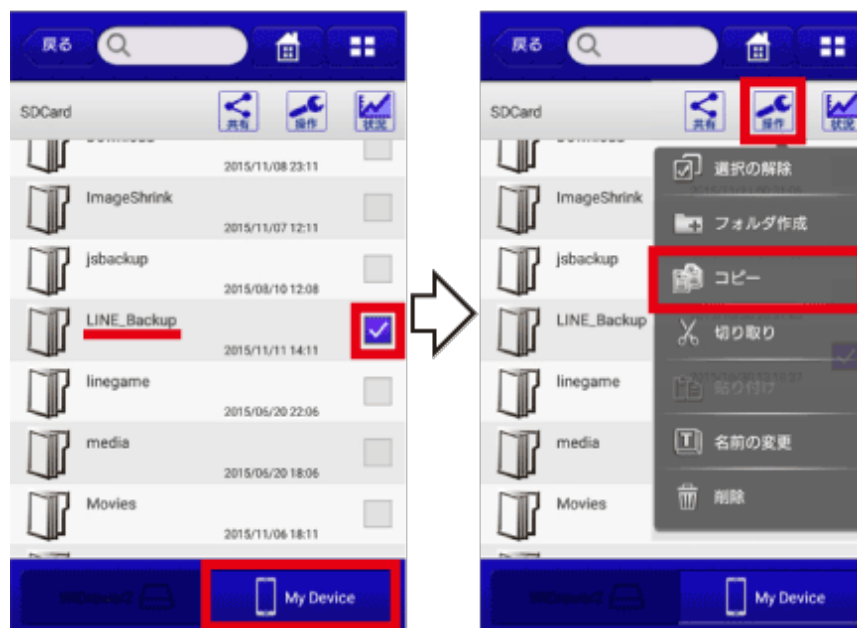 戻る
SDCard
共有
操作
状況
2015/11/08 23:11
ImageShrink
2015/11/07 12:11
jsbackup
2015/08/10 12:08
LINE_Backup
2015/11/11 14:11
linegame
2015/06/20 22:06
media
2015/06/20 18:06
Movies
2015/11/06 18:11
My Device
戻る
SDCard
共有
操作
状況
選択の解除
ImageShrink
フォルダ作成
jsbackup
コピー
LINE_Backup
切り取り
linegame
貼り付け
media
名前の変更
Movies
削除
My Device